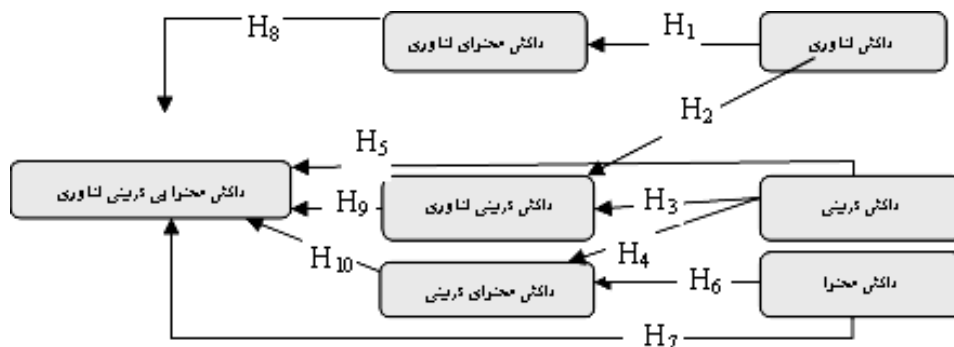 H8
دانش محتوای فناوری
H1
دانش فناوری
H2
H5
دانش محتوایی تربیتی فناوری
H9
دانش تربیتی فناوری
H3
دانش تربیتی
H4
H10
دانش محتوای تربیتی
H6
دانش محتوا
H7